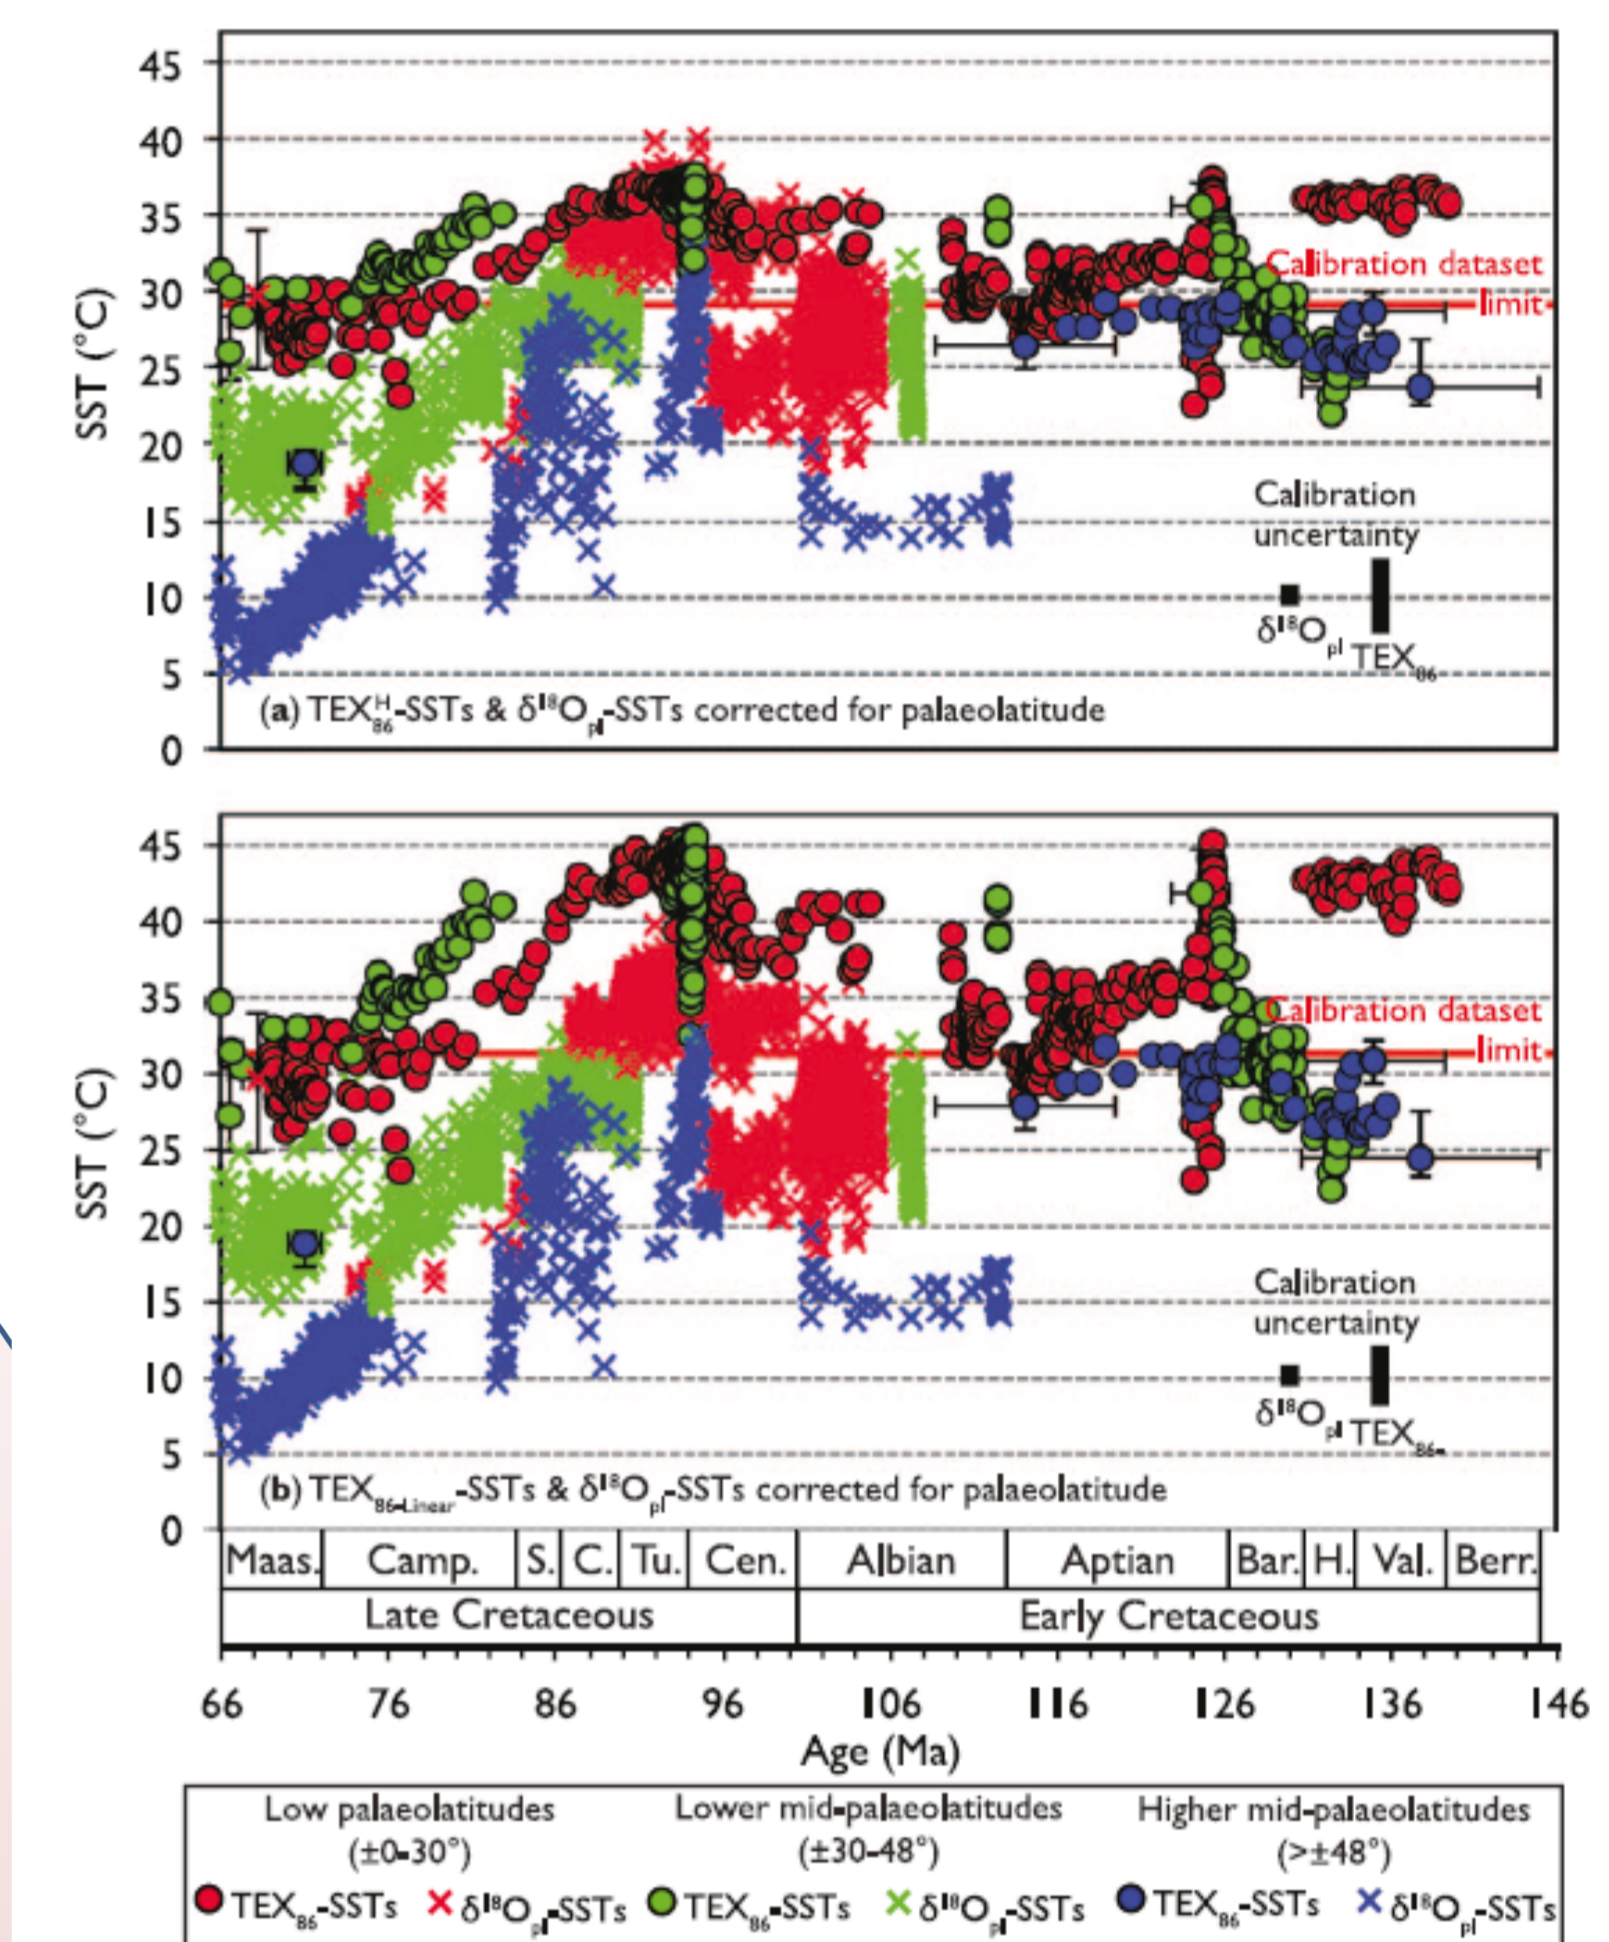 45
40
35
30
25
20
15
10
5
0
SST (°C)
Calibration dataset
limit
Calibration
uncertainty
δ¹⁸Opl TEX86
(a) TEX86H-SSTs & δ¹⁸Opl-SSTs corrected for palaeolatitude
45
40
35
30
25
20
15
10
5
0
SST (°C)
Calibration dataset
limit
Calibration
uncertainty
δ¹⁸Opl TEX86-
(b) TEX86-Linear-SSTs & δ¹⁸Opl-SSTs corrected for palaeolatitude
Maas. Camp. S. C. Tu. Cen. Albian Aptian Bar. H. Val. Berr.
Late Cretaceous Early Cretaceous
66 76 86 96 106 116 126 136 146
Age (Ma)
Low palaeolatitudes Lower mid-palaeolatitudes Higher mid-palaeolatitudes
(±0-30°) (±30-48°) (>±48°)
TEX86-SSTs δ¹⁸Opl-SSTs TEX86-SSTs δ¹⁸Opl-SSTs TEX86-SSTs δ¹⁸Opl-SSTs